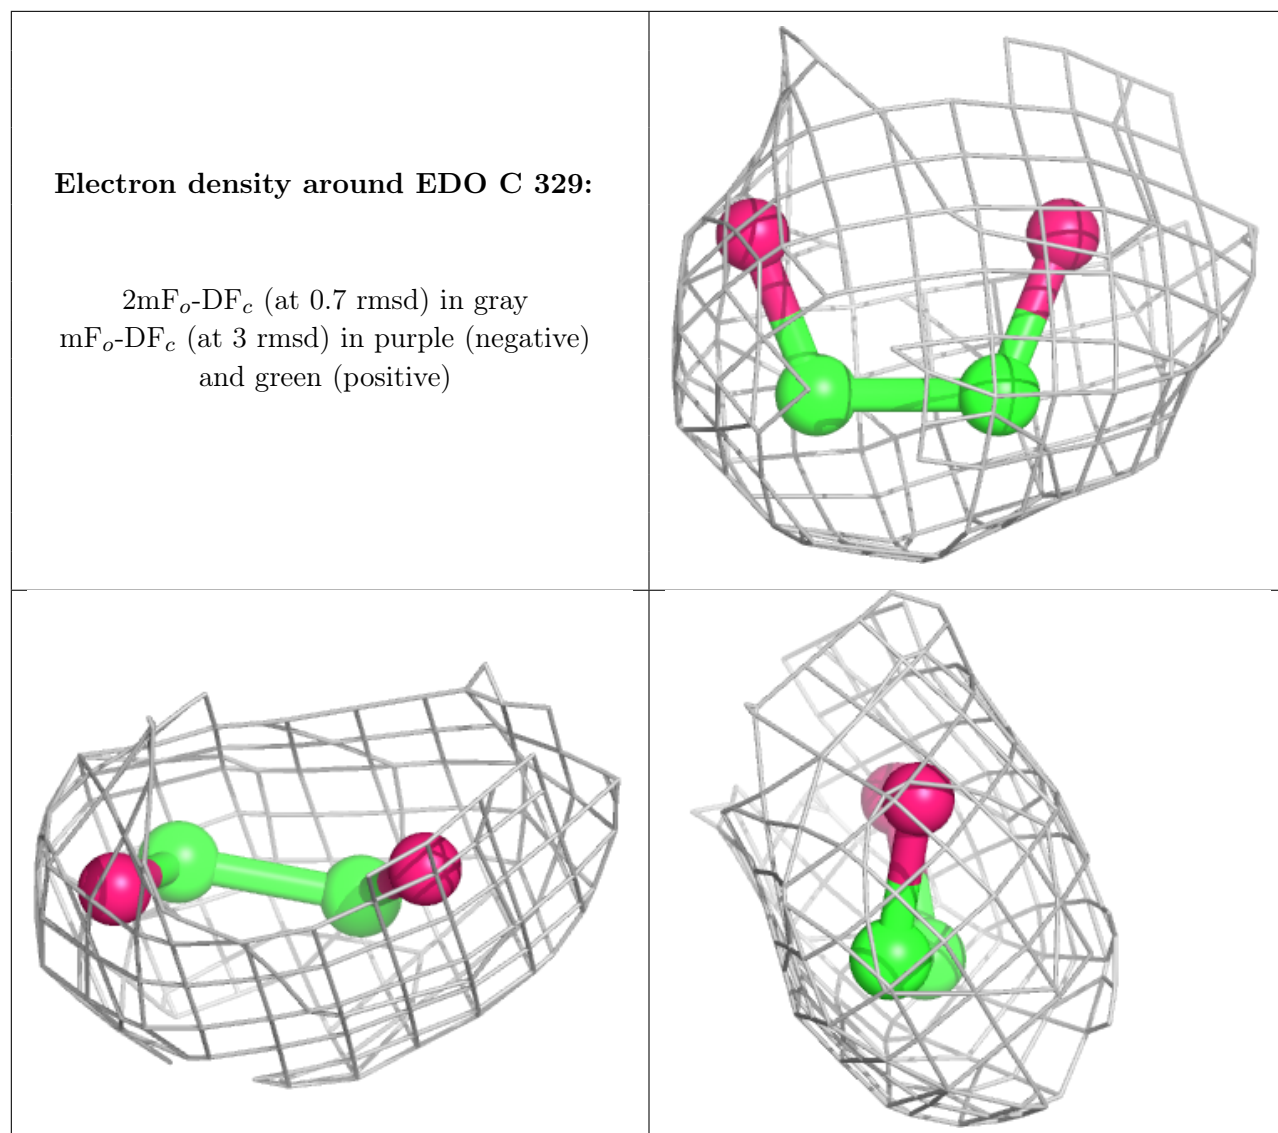 Electron density around EDO C 329:
2mFo-DFc (at 0.7 rmsd) in gray
mFo-DFc (at 3 rmsd) in purple (negative)
and green (positive)